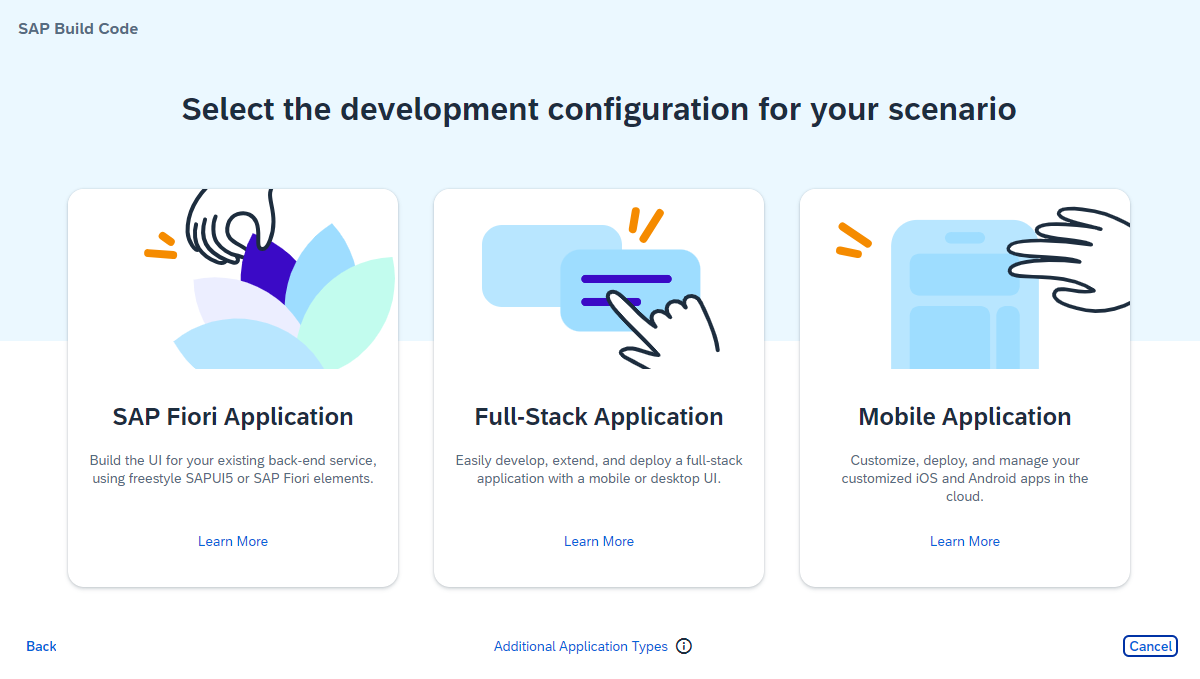 SAP Build Code
Select the development configuration for your scenario
SAP Fiori Application
Build the UI for your existing back-end service,
using freestyle SAPUI5 or SAP Fiori elements.
Learn More
Full-Stack Application
Easily develop, extend, and deploy a full-stack
application with a mobile or desktop UI.
Learn More
Mobile Application
Customize, deploy, and manage your
customized iOS and Android apps in the
cloud.
Learn More
Back
Additional Application Types
Cancel